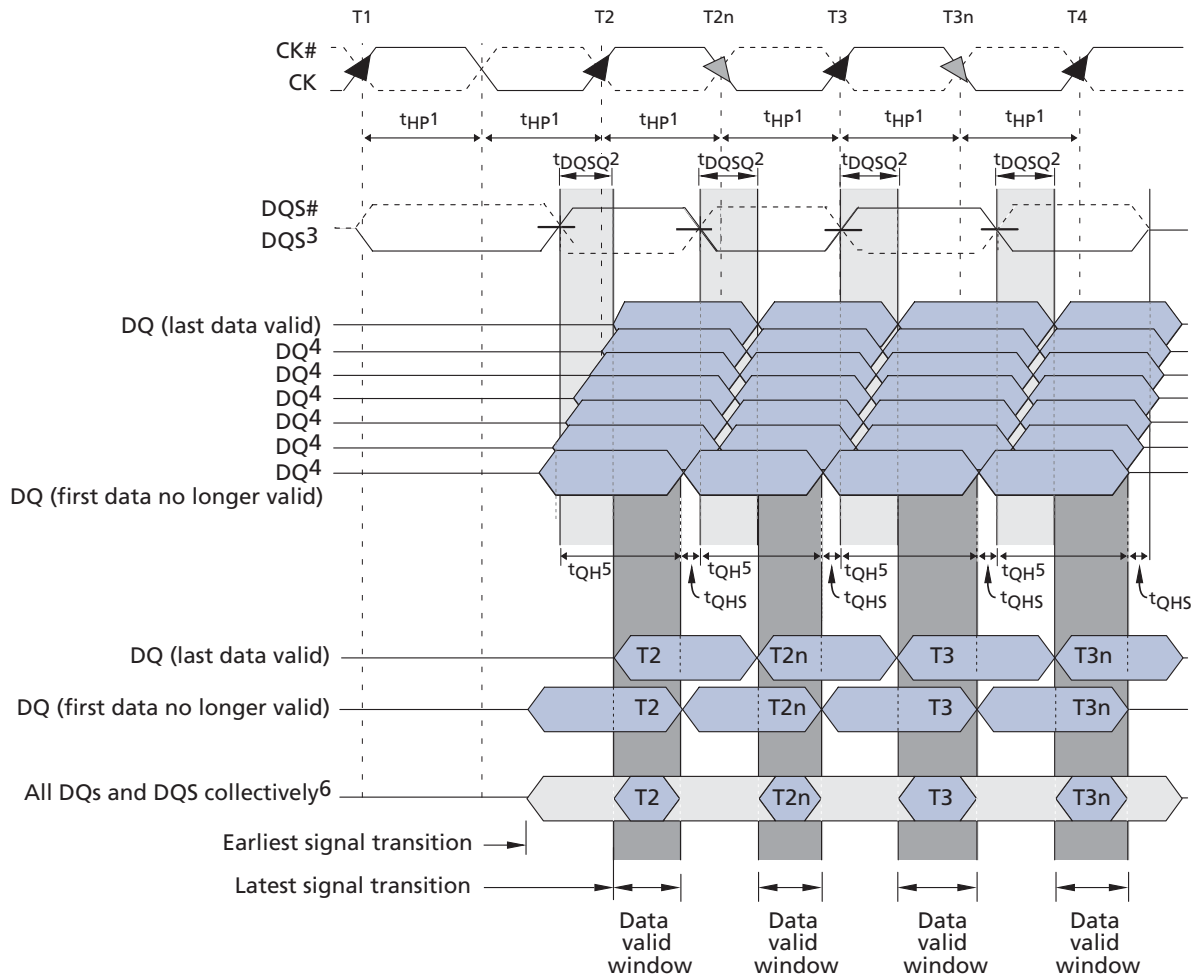 T1 T2 T2n T3 T3n T4
CK#
CK
tHP1 tHP1 tHP1 tHP1 tHP1 tHP1
tDQSQ2 tDQSQ2 tDQSQ2 tDQSQ2
DQS#
DQS3
DQ (last data valid)
DQ4
DQ4
DQ4
DQ4
DQ4
DQ4
DQ (first data no longer valid)
tQH5 tQH5 tQH5 tQH5
tQHS tQHS tQHS tQHS
DQ (last data valid) T2 T2n T3 T3n
DQ (first data no longer valid) T2 T2n T3 T3n
All DQs and DQS collectively6 T2 T2n T3 T3n
Earliest signal transition
Latest signal transition
Data valid window
Data valid window
Data valid window
Data valid window